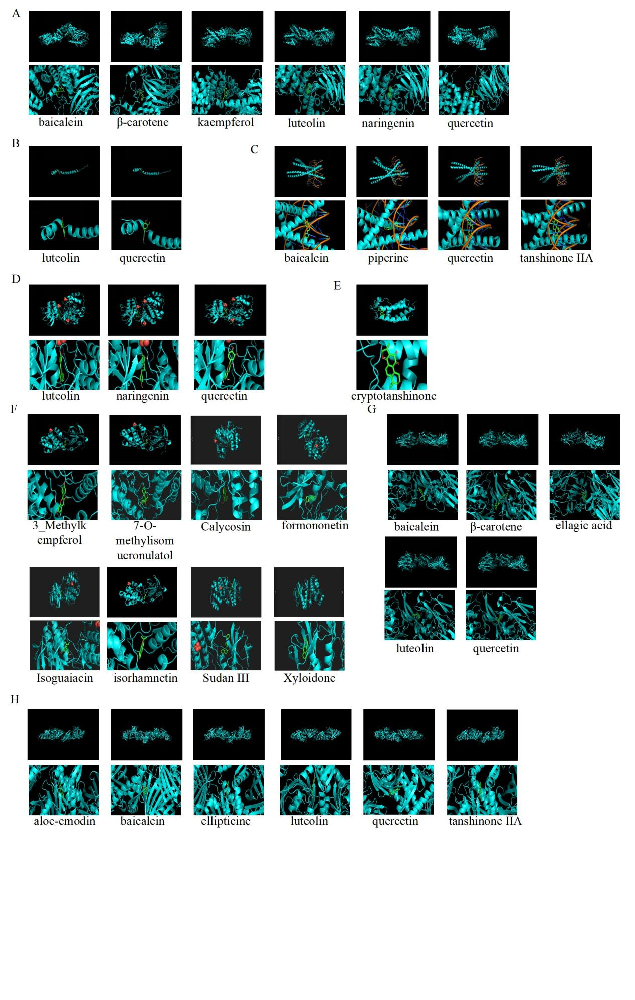 A
baicalein β-carotene kaempferol luteolin naringenin quercetin
B C
luteolin quercetin baicalein piperine quercetin tanshinone IIA
D E
luteolin naringenin quercetin cryptotanshinone
F G
3_Methylk
empferol
7-O-
methylisom
ucronulatol
Calycosin formononetin baicalein β-carotene ellagic acid
luteolin quercetin
Isoguaiacin isorhamnetin Sudan III Xyloidone
H
aloe-emodin baicalein ellipticine luteolin quercetin tanshinone IIA